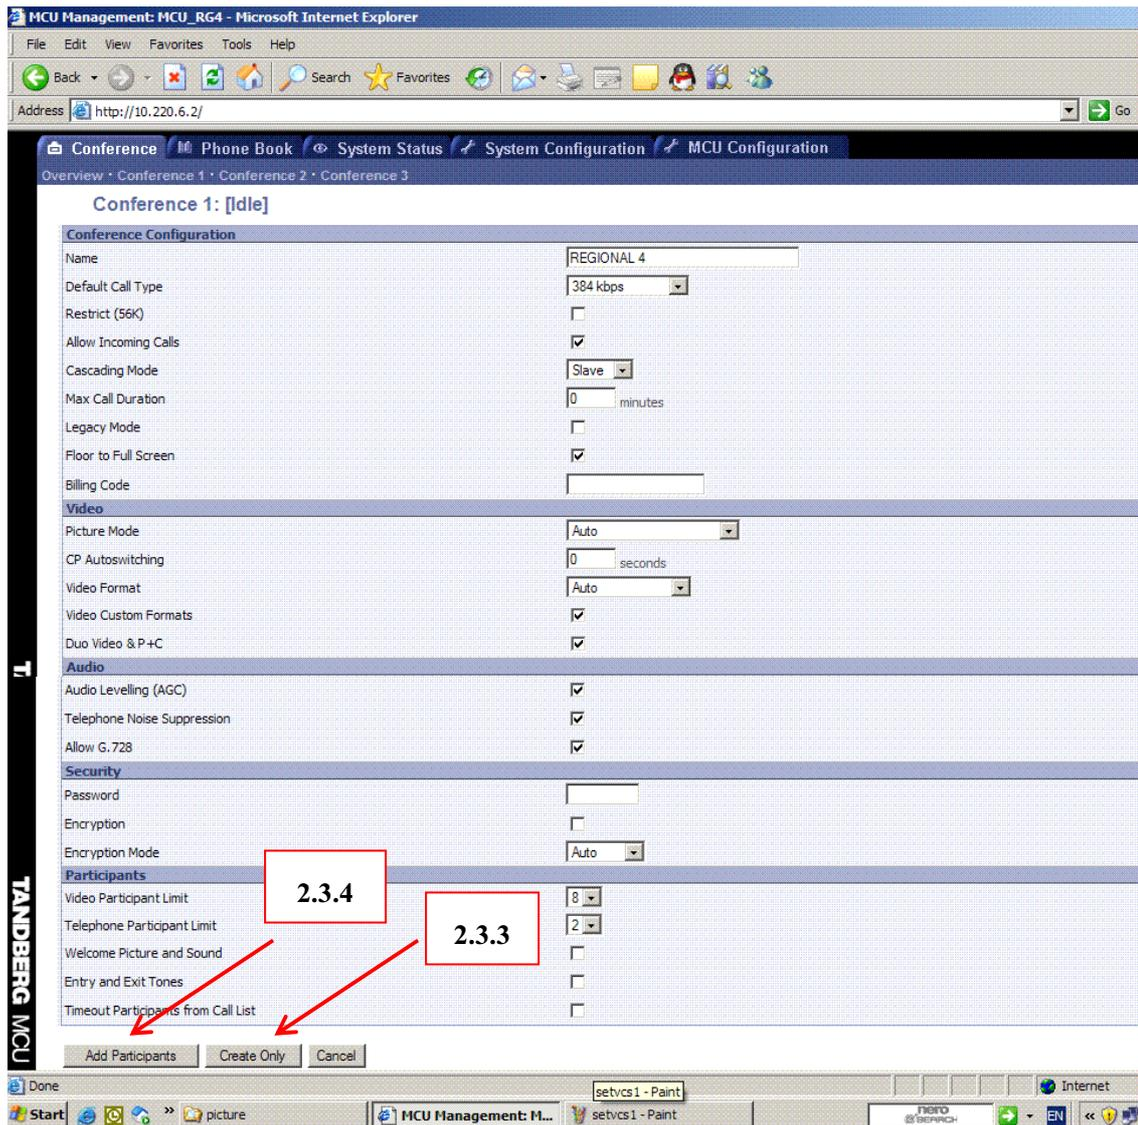 MCU Management: MCU_RG4 - Microsoft Internet Explorer
File Edit View Favorites Tools Help
Back Search Favorites
Address http://10.220.6.2/ Go
Conference Phone Book System Status System Configuration MCU Configuration
Overview · Conference 1 · Conference 2 · Conference 3
Conference 1: [Idle]
Conference Configuration
Name REGIONAL 4
Default Call Type 384 kbps
Restrict (56K)
Allow Incoming Calls
Cascading Mode Slave
Max Call Duration 0 minutes
Legacy Mode
Floor to Full Screen
Billing Code
Video
Picture Mode Auto
CP Autoswitching 0 seconds
Video Format Auto
Video Custom Formats
Duo Video & P+C
Audio
Audio Levelling (AGC)
Telephone Noise Suppression
Allow G.728
Security
Password
Encryption
Encryption Mode Auto
Participants
Video Participant Limit 8
2.3.4
Telephone Participant Limit 2
2.3.3
Welcome Picture and Sound
Entry and Exit Tones
Timeout Participants from Call List
TANDBERG MCU
Add Participants Create Only Cancel
Done Internet
setvcs1 - Paint
Start » picture MCU Management: M... setvcs1 - Paint nero SEARCH EN «